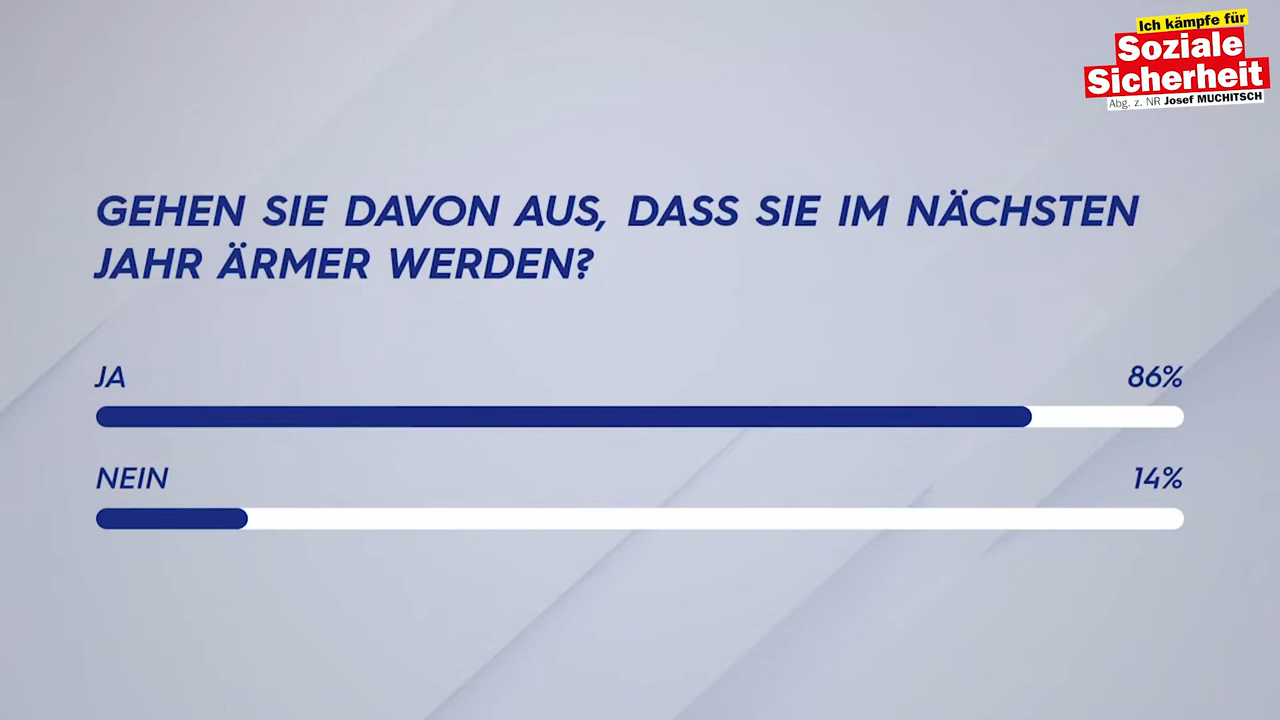 Ich kämpfe für
Soziale
Sicherheit
Abg. z. NR Josef MUCHITSCH
GEHEN SIE DAVON AUS, DASS SIE IM NÄCHSTEN
JAHR ÄRMER WERDEN?
JA 86%
NEIN 14%